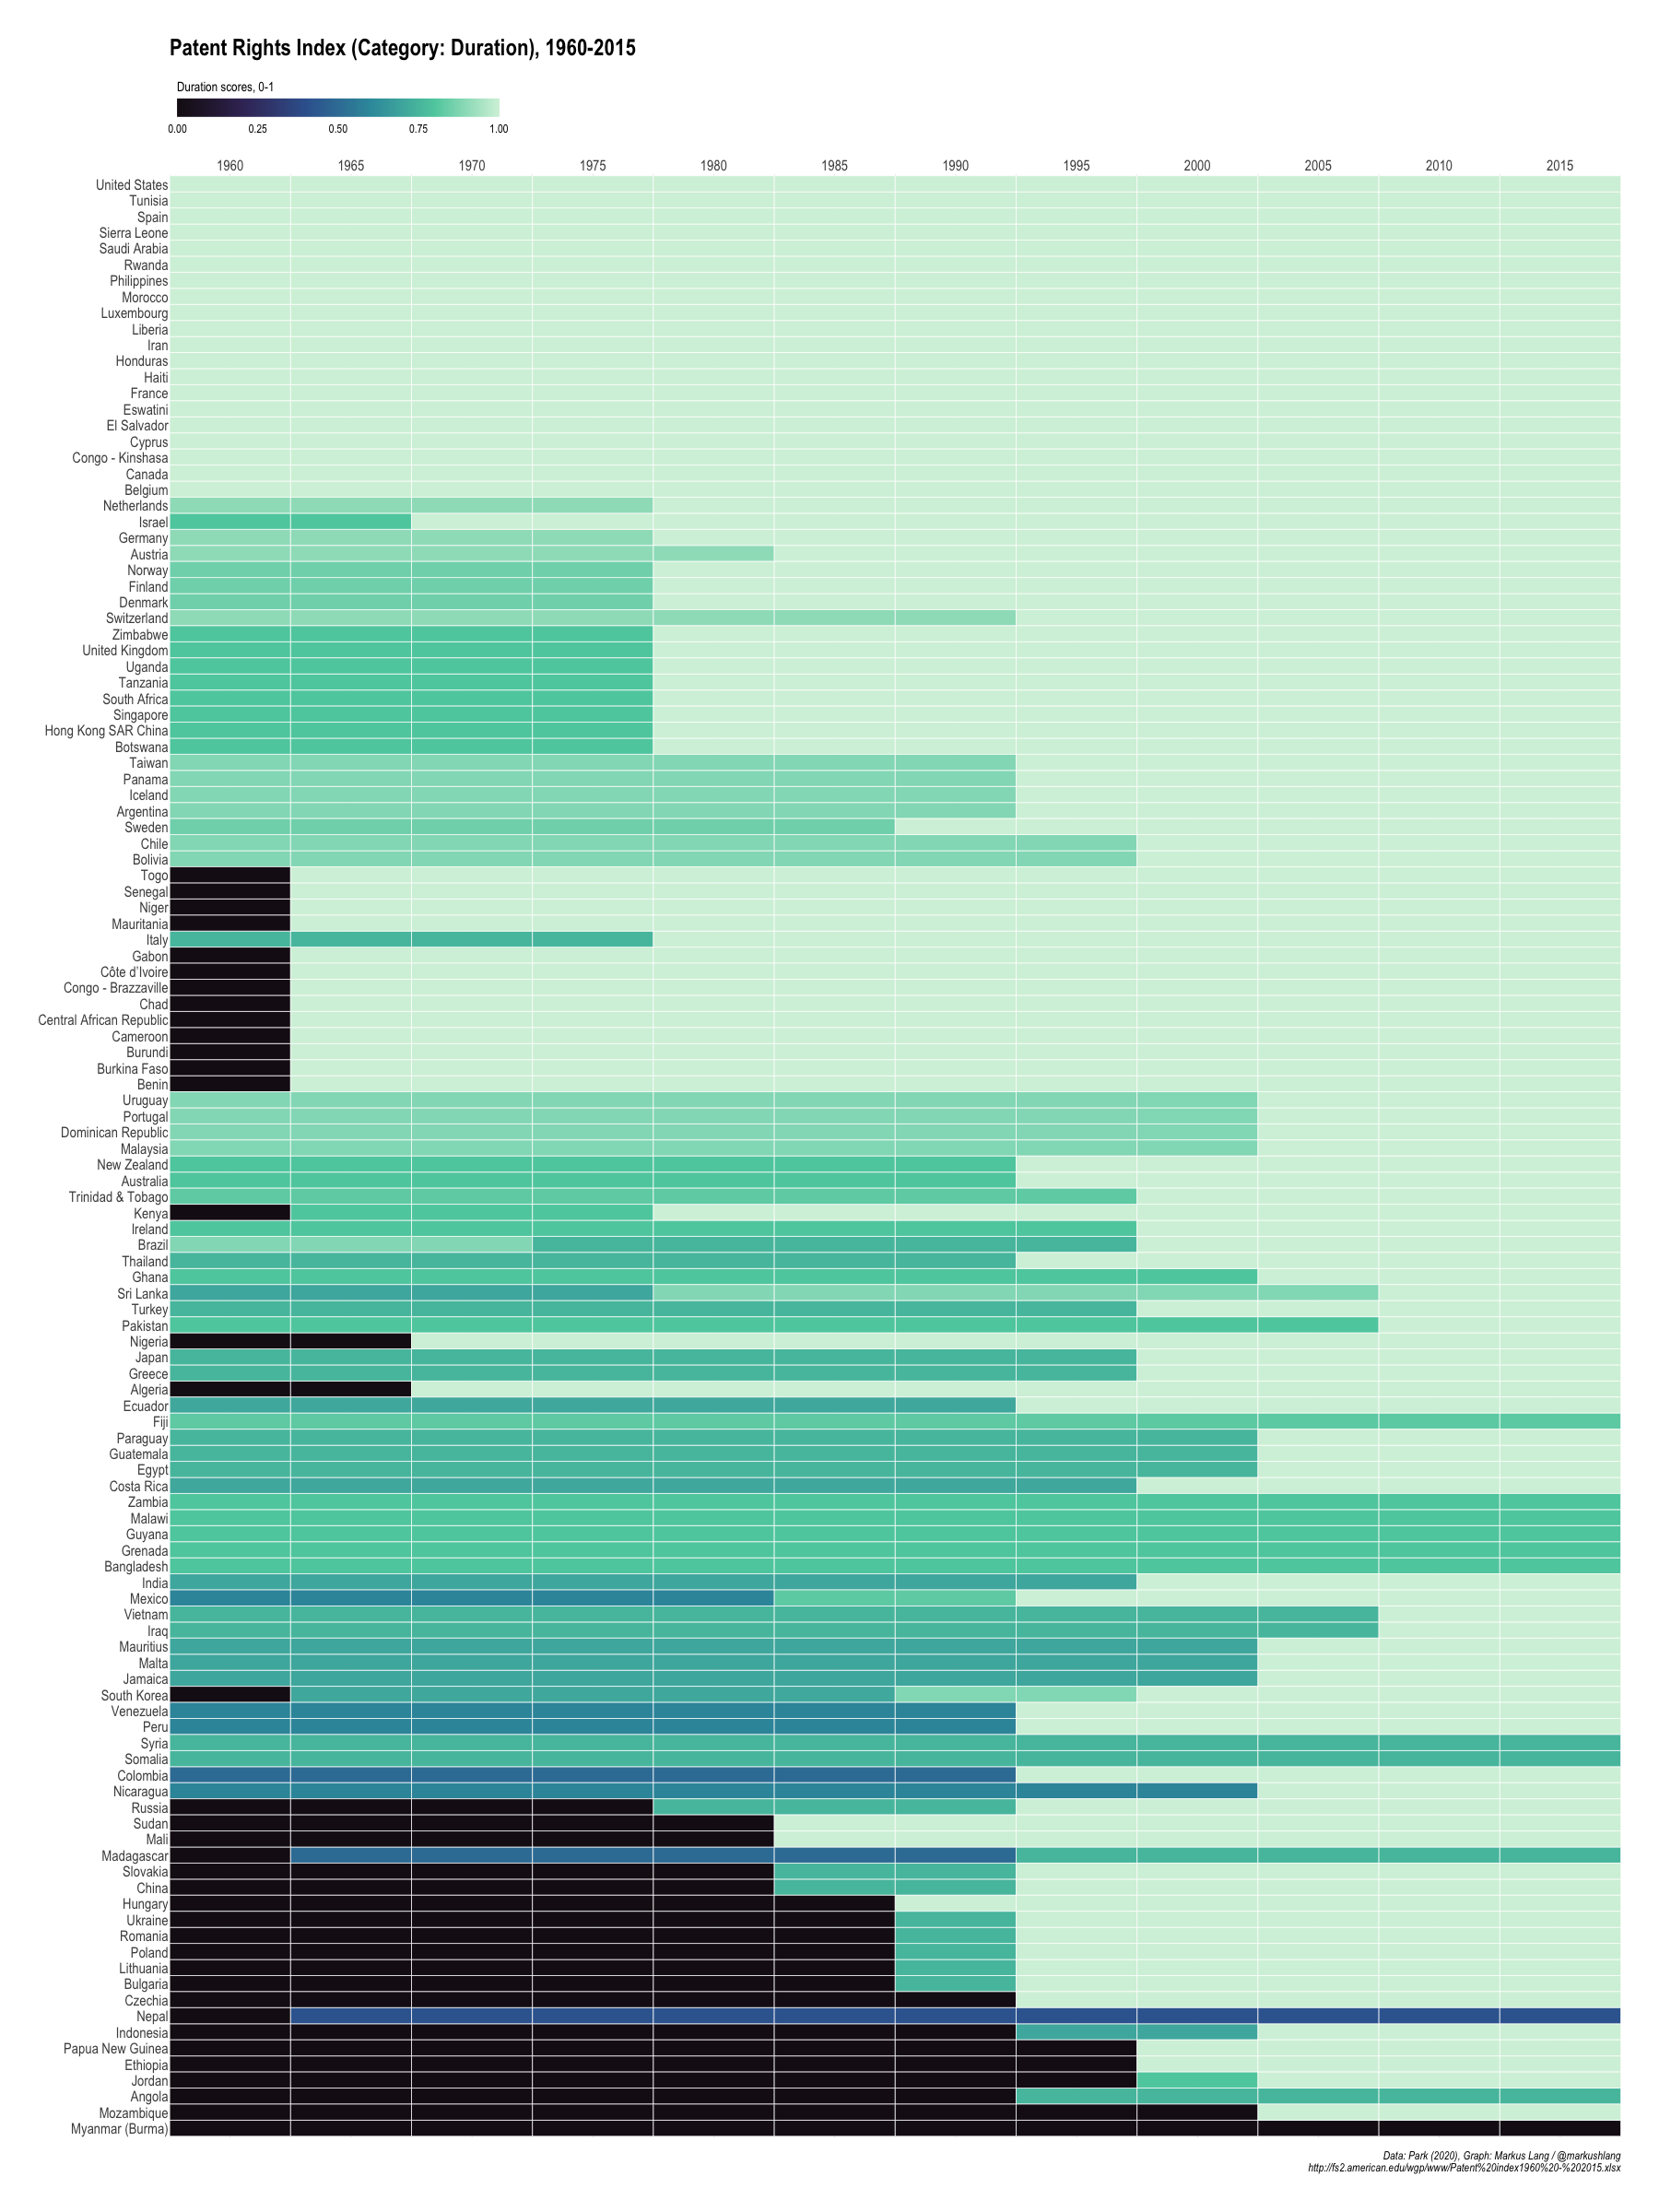 Patent Rights Index (Category: Duration), 1960-2015
Duration scores, 0-1
0.00 0.25 0.50 0.75 1.00
1960 1965 1970 1975 1980 1985 1990 1995 2000 2005 2010 2015
United States
Tunisia
Spain
Sierra Leone
Saudi Arabia
Rwanda
Philippines
Morocco
Luxembourg
Liberia
Iran
Honduras
Haiti
France
Eswatini
El Salvador
Cyprus
Congo - Kinshasa
Canada
Belgium
Netherlands
Israel
Germany
Austria
Norway
Finland
Denmark
Switzerland
Zimbabwe
United Kingdom
Uganda
Tanzania
South Africa
Singapore
Hong Kong SAR China
Botswana
Taiwan
Panama
Iceland
Argentina
Sweden
Chile
Bolivia
Togo
Senegal
Niger
Mauritania
Italy
Gabon
Côte d’Ivoire
Congo - Brazzaville
Chad
Central African Republic
Cameroon
Burundi
Burkina Faso
Benin
Uruguay
Portugal
Dominican Republic
Malaysia
New Zealand
Australia
Trinidad & Tobago
Kenya
Ireland
Brazil
Thailand
Ghana
Sri Lanka
Turkey
Pakistan
Nigeria
Japan
Greece
Algeria
Ecuador
Fiji
Paraguay
Guatemala
Egypt
Costa Rica
Zambia
Malawi
Guyana
Grenada
Bangladesh
India
Mexico
Vietnam
Iraq
Mauritius
Malta
Jamaica
South Korea
Venezuela
Peru
Syria
Somalia
Colombia
Nicaragua
Russia
Sudan
Mali
Madagascar
Slovakia
China
Hungary
Ukraine
Romania
Poland
Lithuania
Bulgaria
Czechia
Nepal
Indonesia
Papua New Guinea
Ethiopia
Jordan
Angola
Mozambique
Myanmar (Burma)
Data: Park (2020), Graph: Markus Lang / @markushlang
http://fs2.american.edu/wgp/www/Patent%20index1960%20-%202015.xlsx